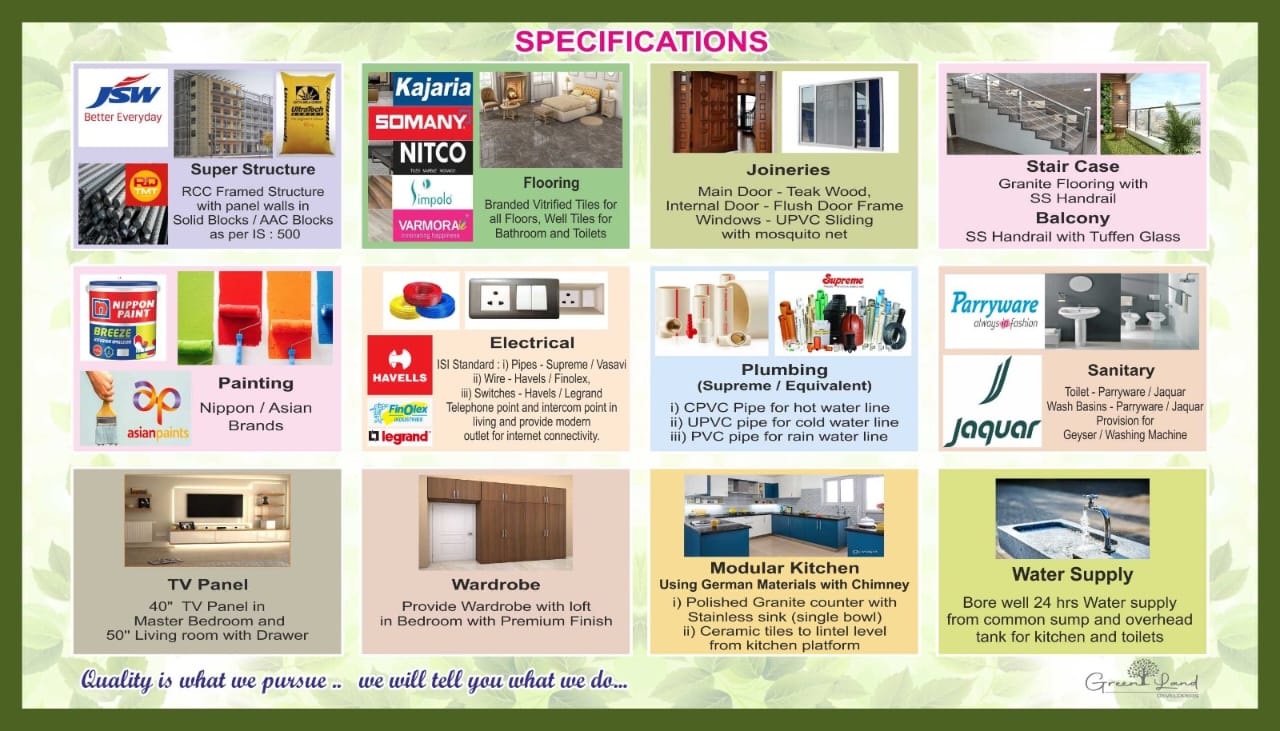 SPECIFICATIONS
JSW
Better Everyday
UltraTech
CEMENT
RD
TMT
Super Structure
RCC Framed Structure
with panel walls in
Solid Blocks / AAC Blocks
as per IS : 500
Kajaria
SOMANY
NITCO
TILES MARBLE MOSAICO
Simpolo
VARMORA
innovating happiness
Flooring
Branded Vitrified Tiles for
all Floors, Well Tiles for
Bathroom and Toilets
Joineries
Main Door - Teak Wood,
Internal Door - Flush Door Frame
Windows - UPVC Sliding
with mosquito net
Stair Case
Granite Flooring with
SS Handrail
Balcony
SS Handrail with Tuffen Glass
NIPPON
PAINT
BREEZE
asianpaints
Painting
Nippon / Asian
Brands
HAVELLS
FinOlex
INDUSTRIES
legrand
Electrical
ISI Standard : i) Pipes - Supreme / Vasavi
ii) Wire - Havels / Finolex,
iii) Switches - Havels / Legrand
Telephone point and intercom point in
living and provide modern
outlet for internet connectivity.
Supreme
Plumbing
(Supreme / Equivalent)
i) CPVC Pipe for hot water line
ii) UPVC pipe for cold water line
iii) PVC pipe for rain water line
Parryware
always in fashion
Jaquar
Sanitary
Toilet - Parryware / Jaquar
Wash Basins - Parryware / Jaquar
Provision for
Geyser / Washing Machine
TV Panel
40" TV Panel in
Master Bedroom and
50" Living room with Drawer
Wardrobe
Provide Wardrobe with loft
in Bedroom with Premium Finish
Modular Kitchen
Using German Materials with Chimney
i) Polished Granite counter with
Stainless sink (single bowl)
ii) Ceramic tiles to lintel level
from kitchen platform
Water Supply
Bore well 24 hrs Water supply
from common sump and overhead
tank for kitchen and toilets
Quality is what we pursue .. we will tell you what we do...
Green Land
DEVELOPERS